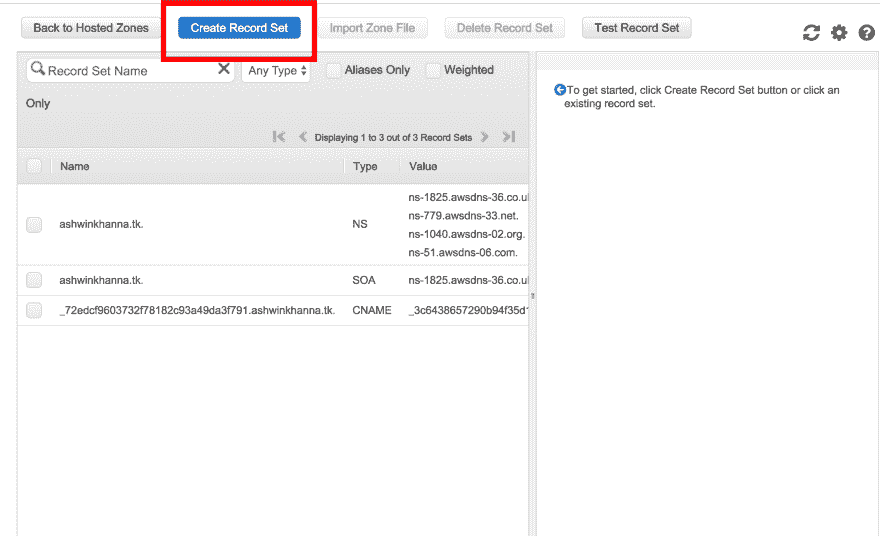 Back to Hosted Zones Create Record Set Import Zone File Delete Record Set Test Record Set
Record Set Name Any Type Aliases Only Weighted
Only
Displaying 1 to 3 out of 3 Record Sets
Name Type Value
ashwinkhanna.tk. NS ns-1825.awsdns-36.co.u
ns-779.awsdns-33.net.
ns-1040.awsdns-02.org.
ns-51.awsdns-06.com.
ashwinkhanna.tk. SOA ns-1825.awsdns-36.co.u
_72edcf9603732f78182c93a49da3f791.ashwinkhanna.tk. CNAME _3c6438657290b94f35d1
To get started, click Create Record Set button or click an
existing record set.